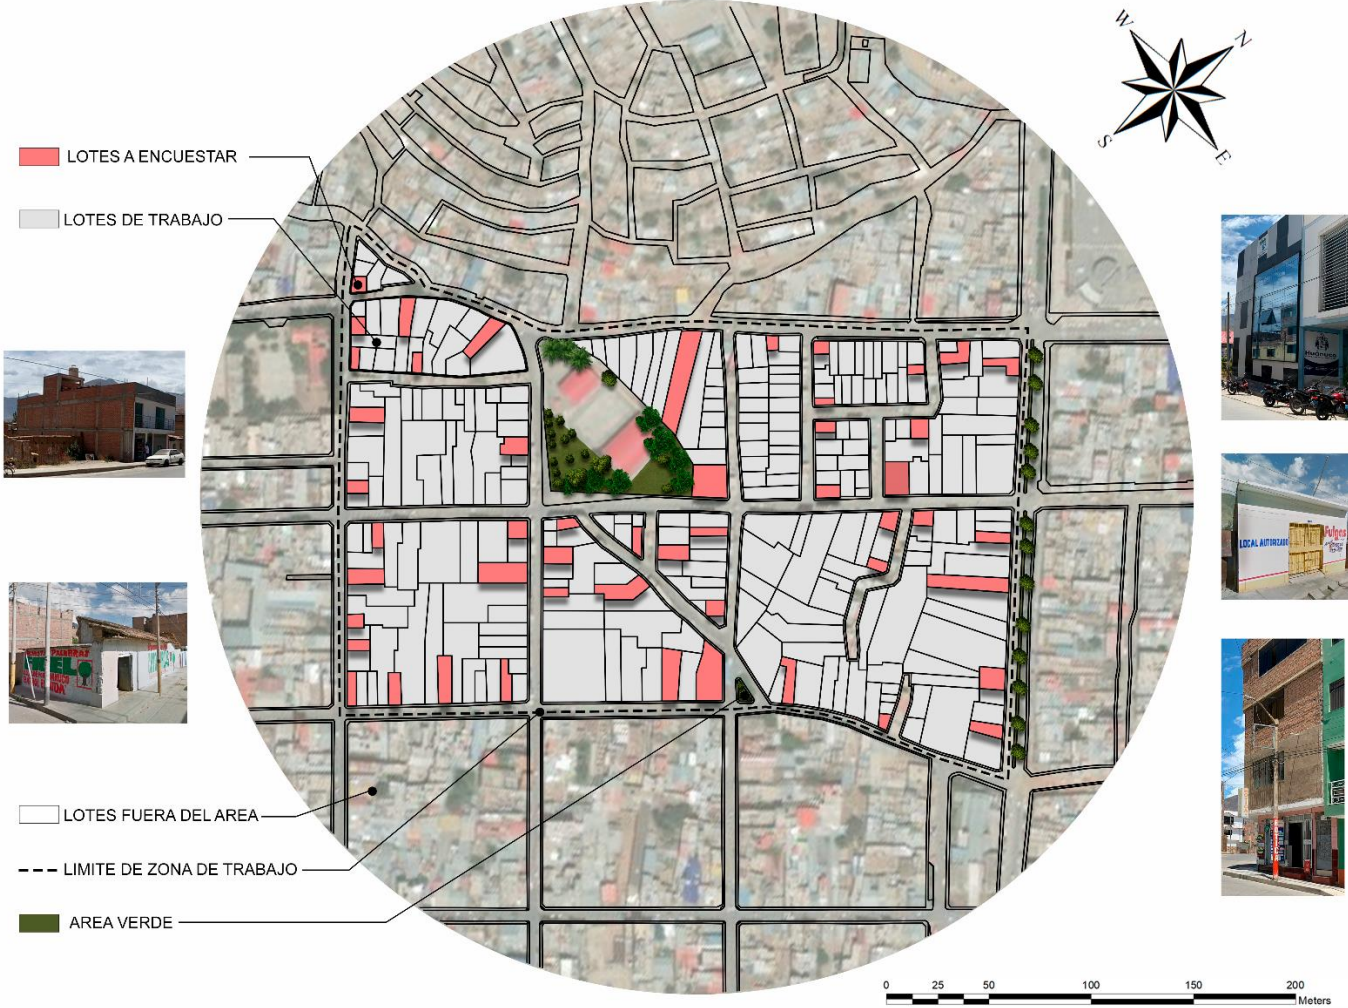 W
N
S
E
LOTES A ENCUESTAR
LOTES DE TRABAJO
LOCAL AUTORIZADO
Fulgas
LOTES FUERA DEL AREA
LIMITE DE ZONA DE TRABAJO
AREA VERDE
0 25 50 100 150 200
Meters